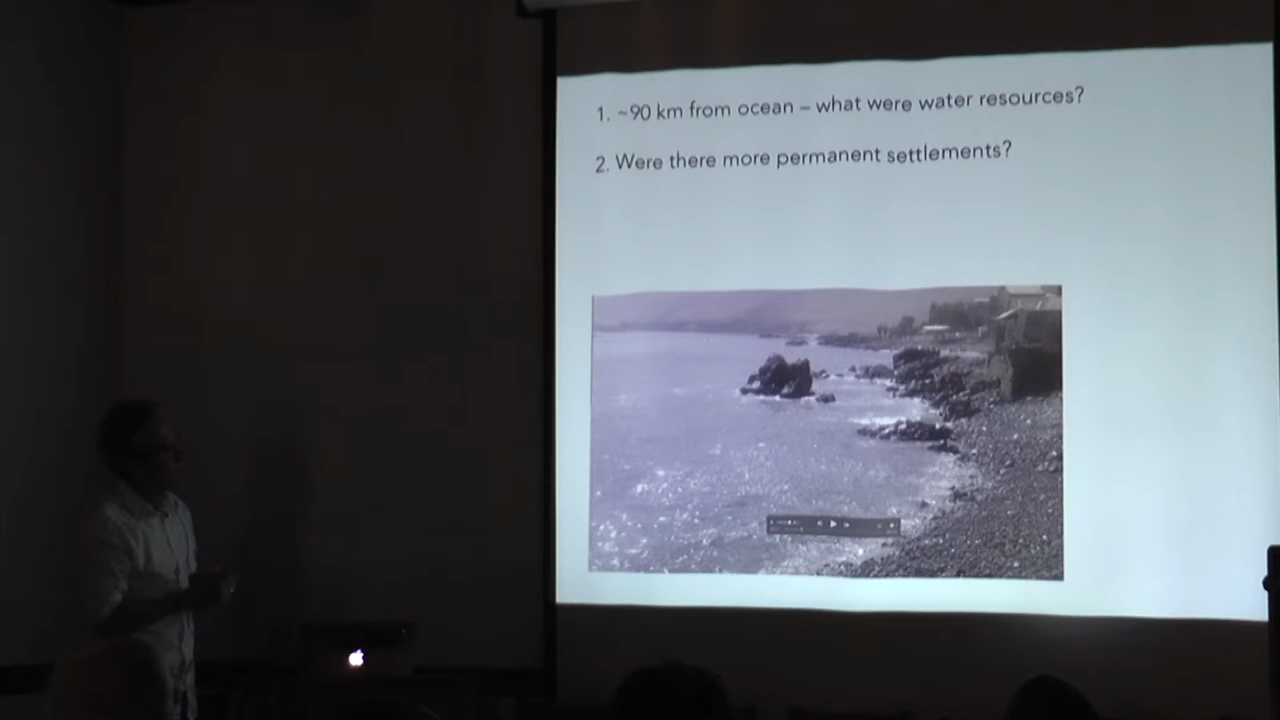 1. ~90 km from ocean – what were water resources?
2. Were there more permanent settlements?